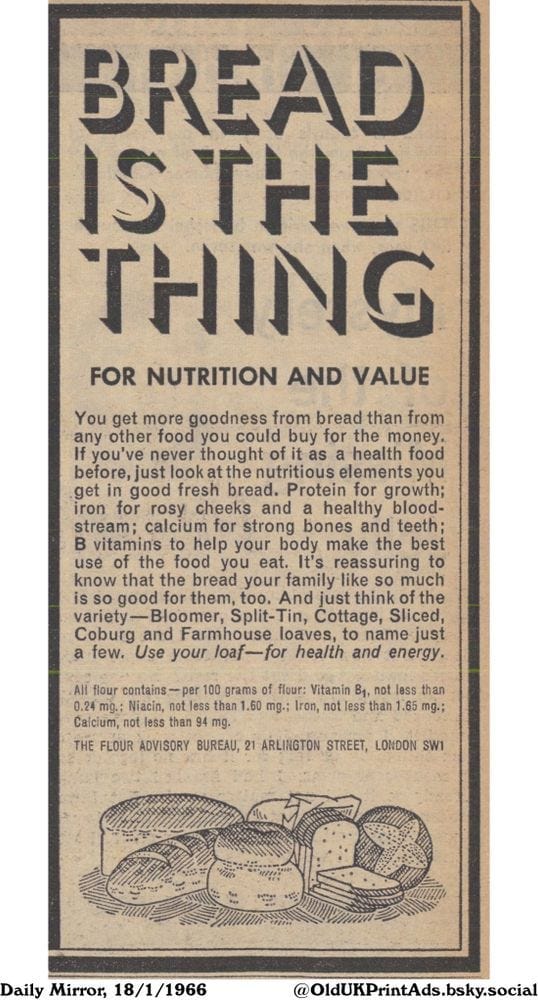 BREAD
IS THE
THING
FOR NUTRITION AND VALUE
You get more goodness from bread than from
any other food you could buy for the money.
If you've never thought of it as a health food
before, just look at the nutritious elements you
get in good fresh bread. Protein for growth;
iron for rosy cheeks and a healthy blood-
stream; calcium for strong bones and teeth;
B vitamins to help your body make the best
use of the food you eat. It's reassuring to
know that the bread your family like so much
is so good for them, too. And just think of the
variety—Bloomer, Split-Tin, Cottage, Sliced,
Coburg and Farmhouse loaves, to name just
a few. Use your loaf—for health and energy.
All flour contains—per 100 grams of flour: Vitamin B₁, not less than
0.24 mg.; Niacin, not less than 1.60 mg.; Iron, not less than 1.65 mg.;
Calcium, not less than 94 mg.
THE FLOUR ADVISORY BUREAU, 21 ARLINGTON STREET, LONDON SW1
Daily Mirror, 18/1/1966 @OldUKPrintAds.bsky.social